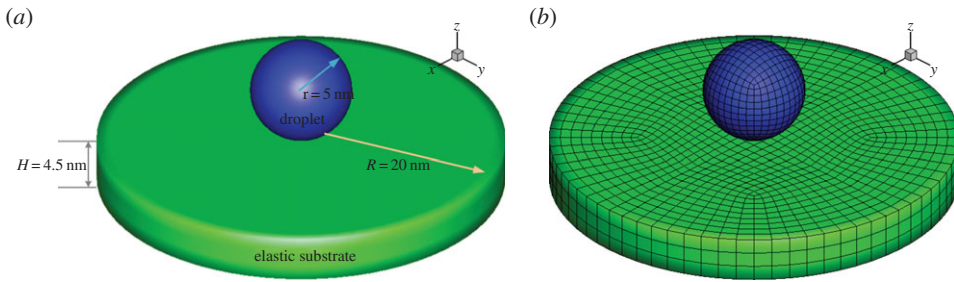 (a)
z
x
y
r = 5 nm
droplet
H = 4.5 nm
R = 20 nm
elastic substrate
(b)
z
x
y